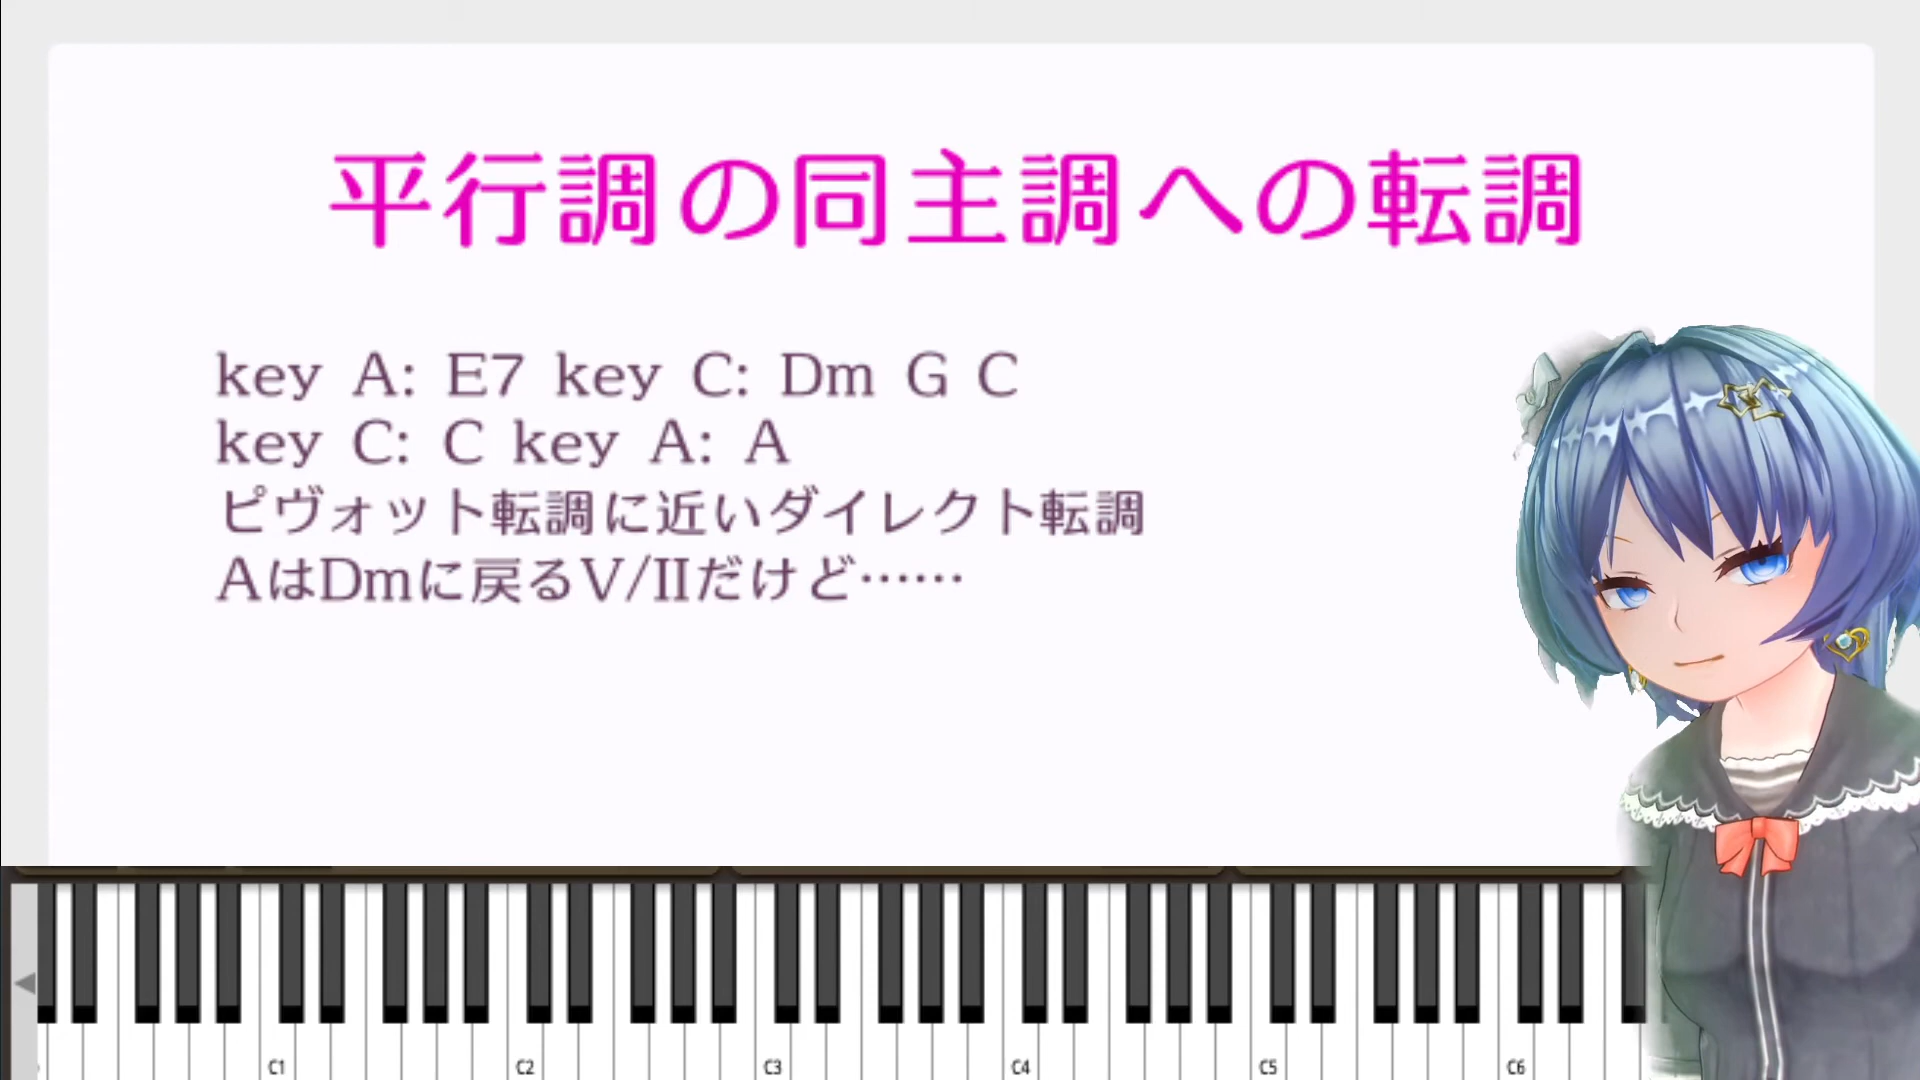 平行調の同主調への転調
key A: E7 key C: Dm G C
key C: C key A: A
ピヴォット転調に近いダイレクト転調
AはDmに戻るV/IIだけど……
C1 C2 C3 C4 C5 C6